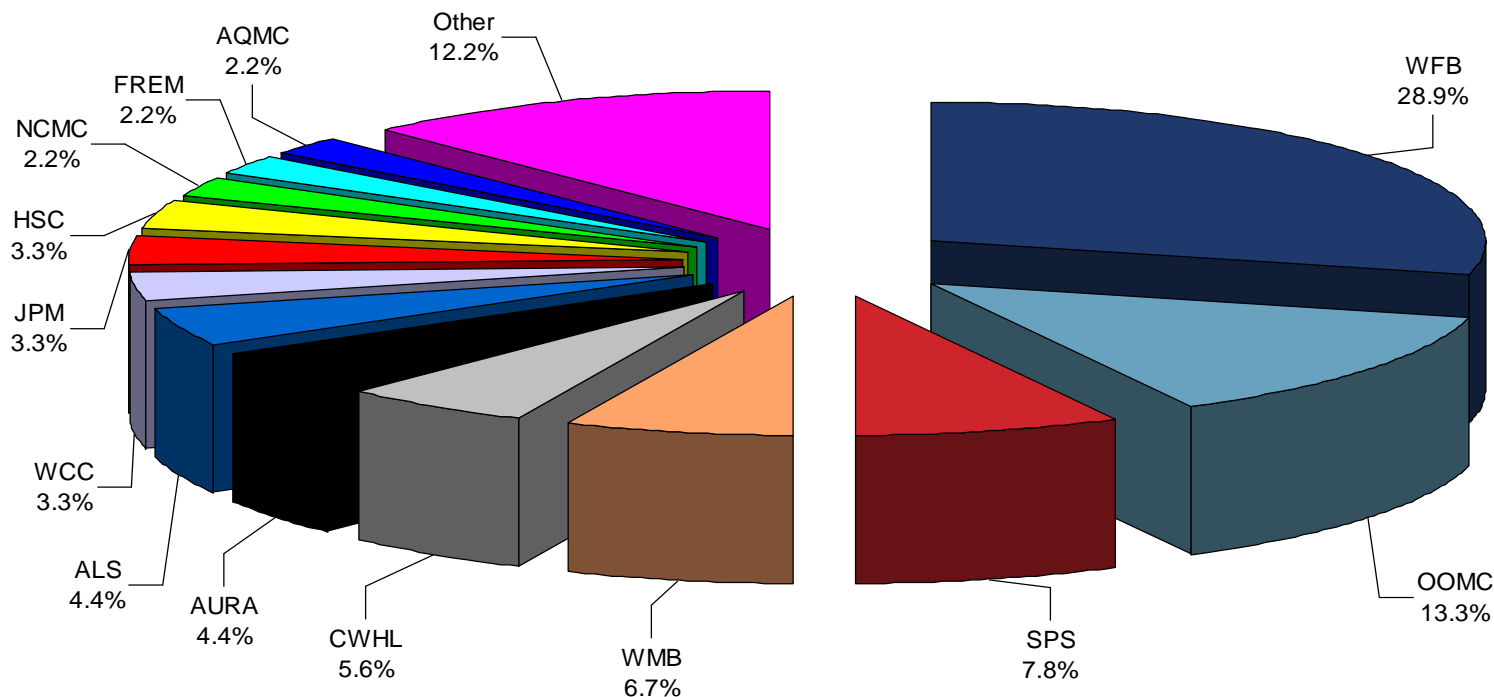 Other
12.2%
AQMC
2.2%
FREM
2.2%
NCMC
2.2%
HSC
3.3%
JPM
3.3%
WCC
3.3%
ALS
4.4%
AURA
4.4%
CWHL
5.6%
WMB
6.7%
SPS
7.8%
OOMC
13.3%
WFB
28.9%